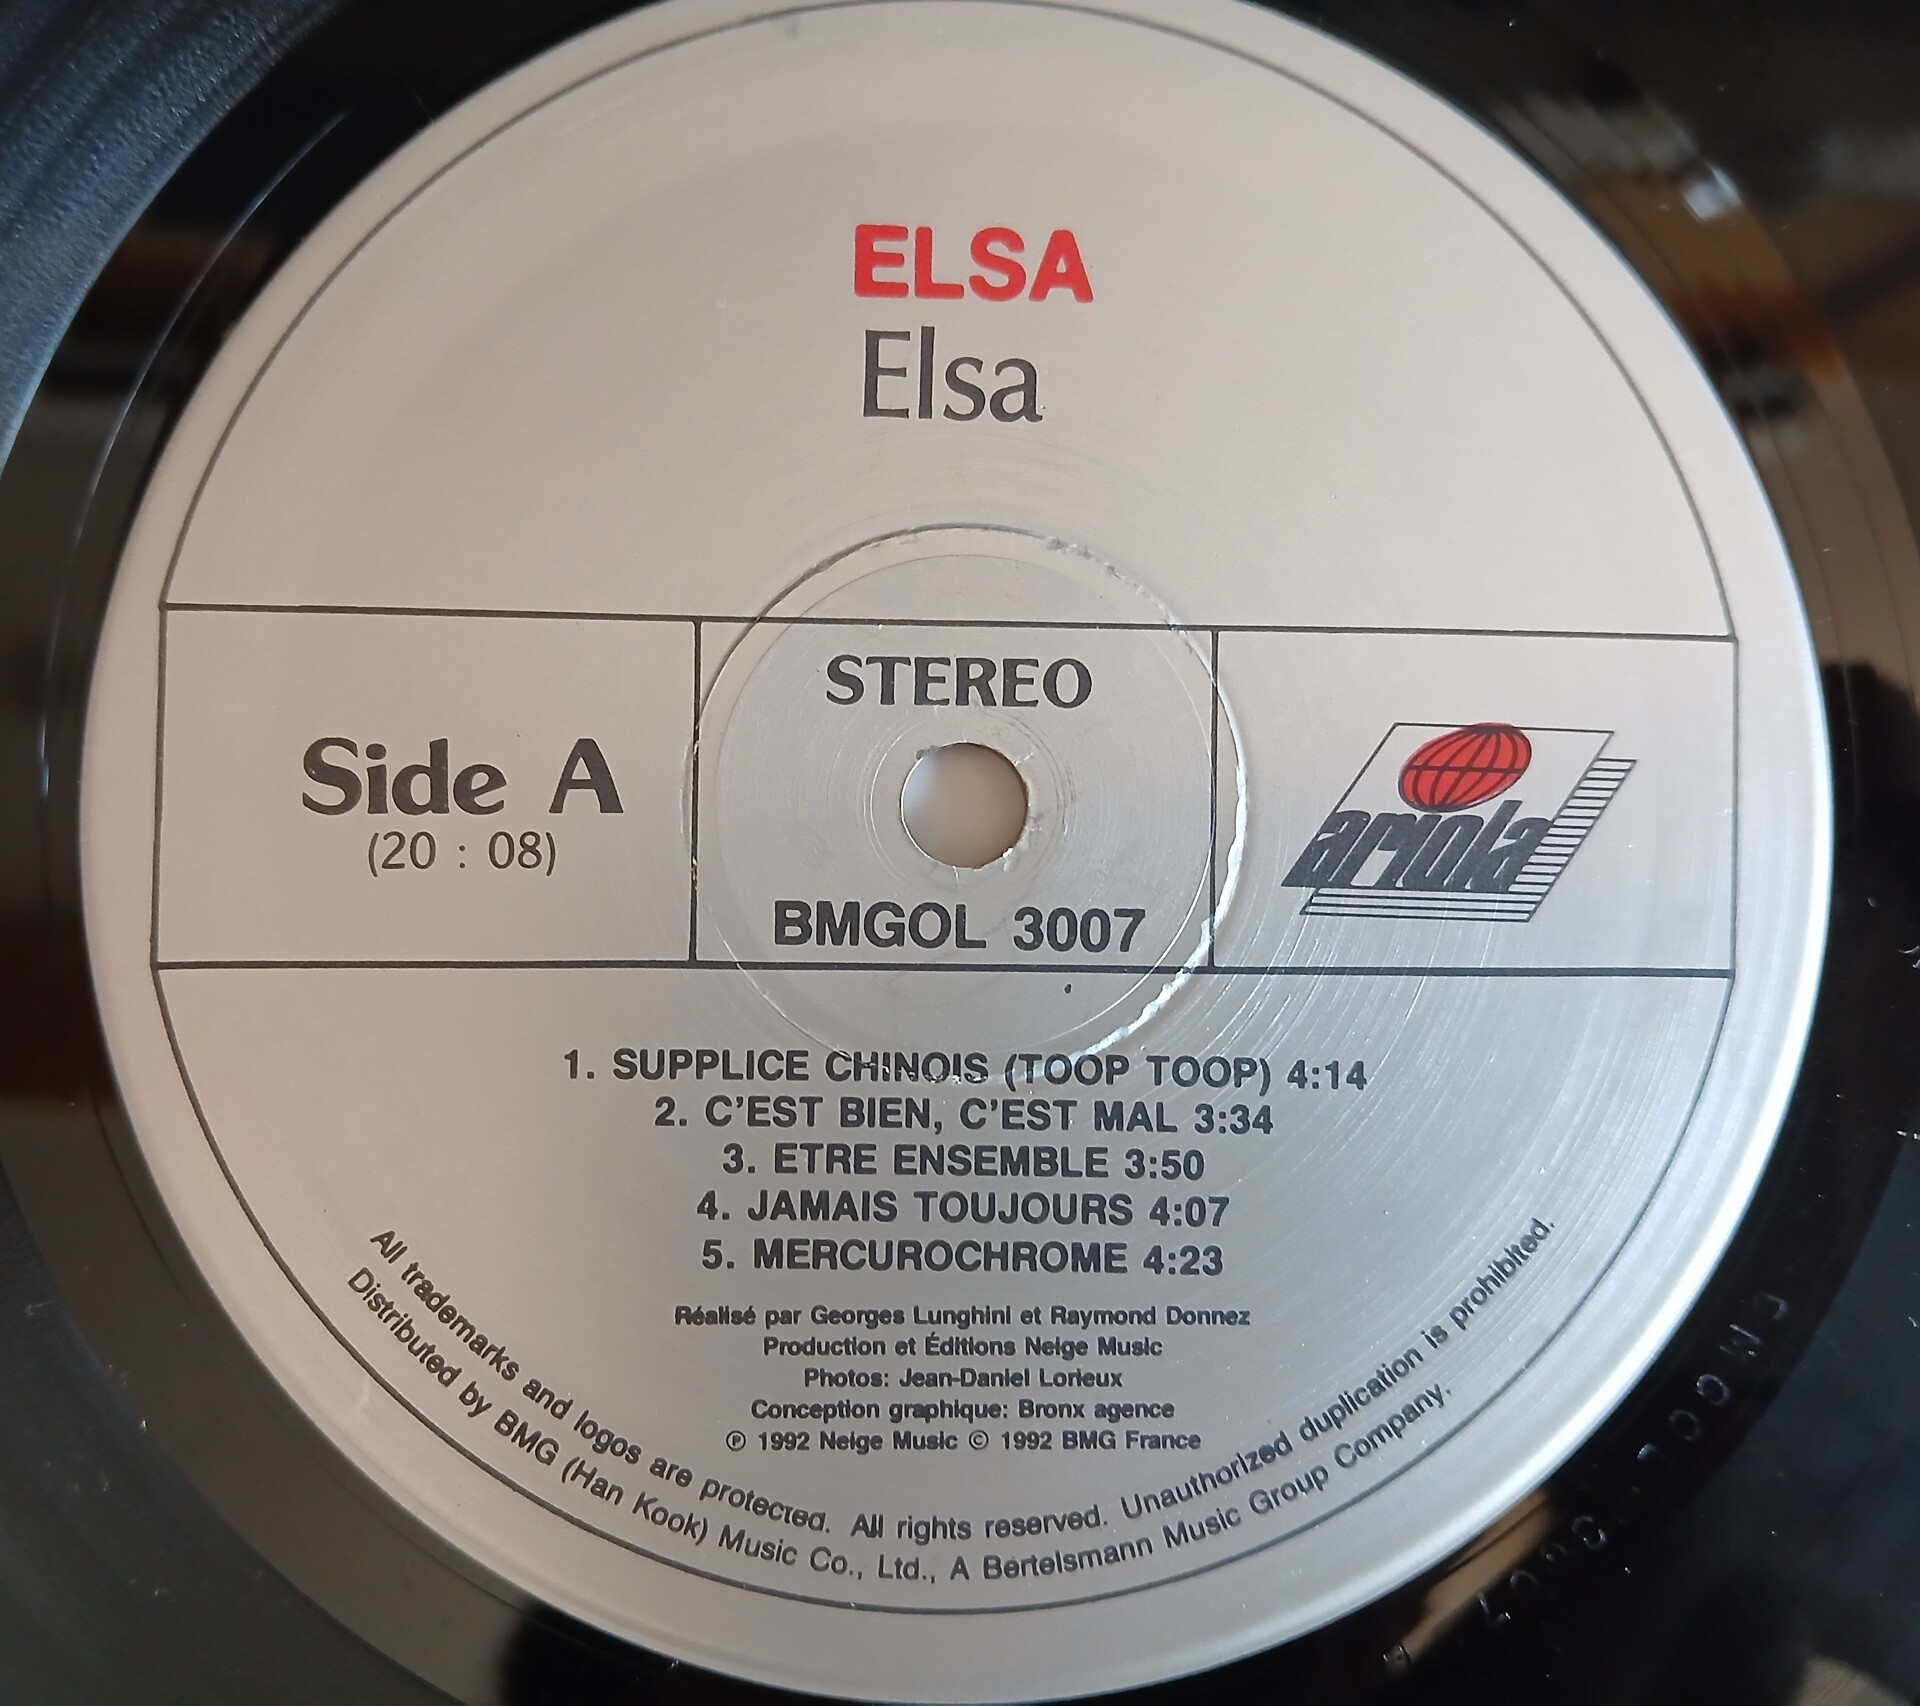 ELSA
Elsa
STEREO
Side A
(20 : 08)
BMGOL 3007
ariola
1. SUPPLICE CHINOIS (TOOP TOOP) 4:14
2. C'EST BIEN, C'EST MAL 3:34
3. ETRE ENSEMBLE 3:50
4. JAMAIS TOUJOURS 4:07
5. MERCUROCHROME 4:23
Réalisé par Georges Lunghini et Raymond Donnez
Production et Éditions Neige Music
Photos: Jean-Daniel Lorieux
Conception graphique: Bronx agence
℗ 1992 Neige Music © 1992 BMG France
All trademarks and logos are protected. All rights reserved. Unauthorized duplication is prohibited.
Distributed by BMG (Han Kook) Music Co., Ltd., A Bertelsmann Music Group Company.
BMGOL-3007